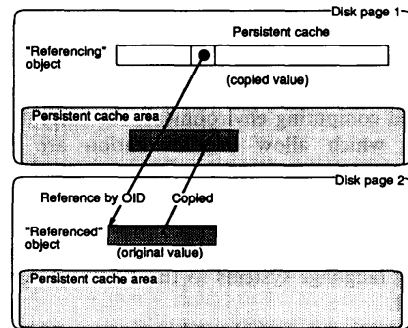 Disk page 1
Persistent cache
"Referencing"
object
(copied value)
Persistent cache area
Disk page 2
Reference by OID
Copied
"Referenced"
object
(original value)
Persistent cache area